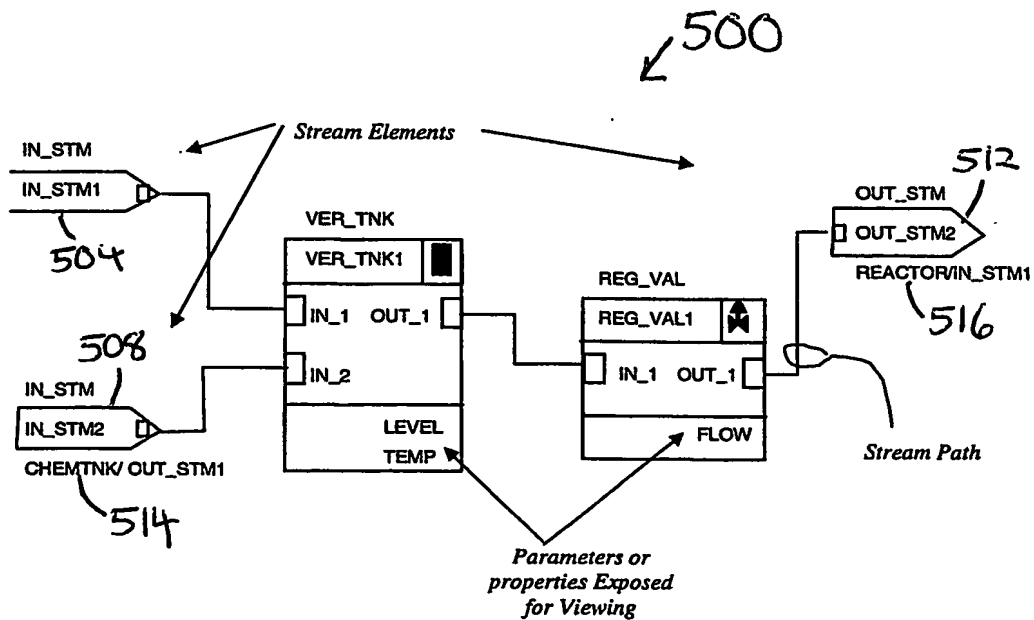 500
Stream Elements
IN_STM
IN_STM1
504
512
OUT_STM
OUT_STM2
REACTOR/IN_STM1
516
VER_TNK
VER_TNK1
IN_1 OUT_1
IN_2
LEVEL
TEMP
REG_VAL
REG_VAL1
IN_1 OUT_1
FLOW
508
IN_STM
IN_STM2
CHEMTNK/ OUT_STM1
514
Stream Path
Parameters or
properties Exposed
for Viewing